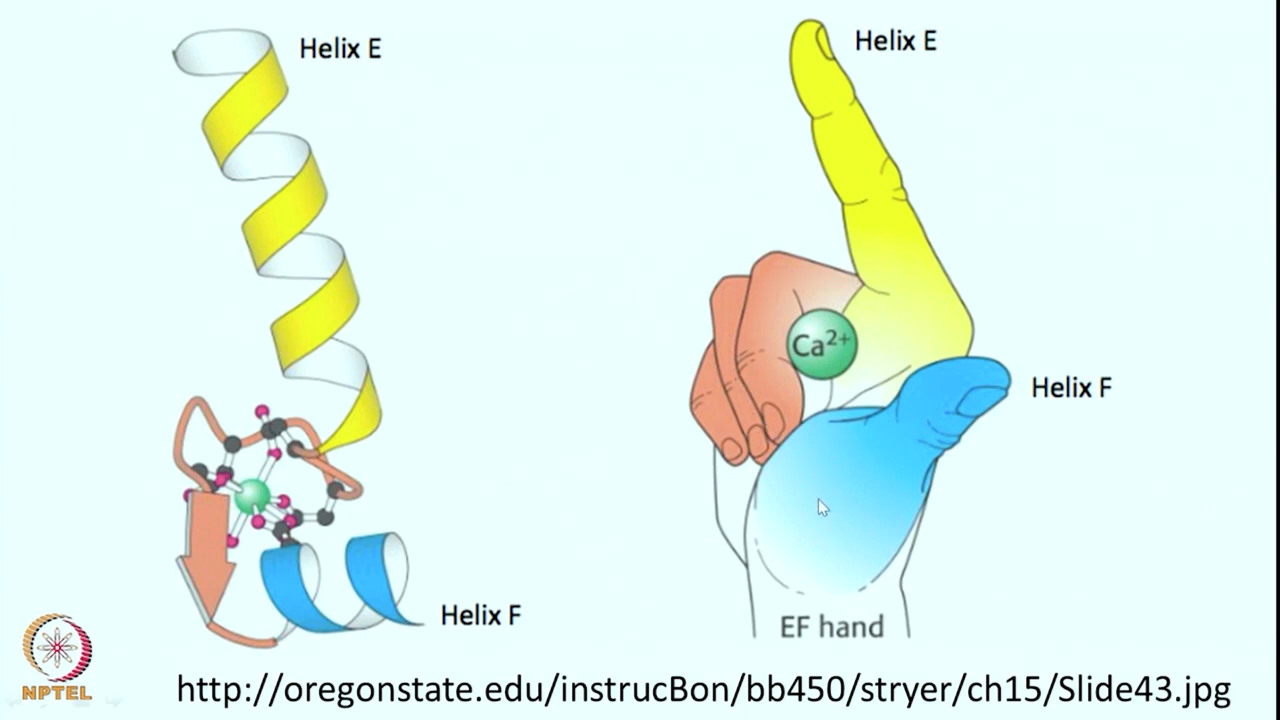 Helix E
Helix E
Ca2+
Helix F
Helix F
EF hand
NPTEL
http://oregonstate.edu/instrucBon/bb450/stryer/ch15/Slide43.jpg